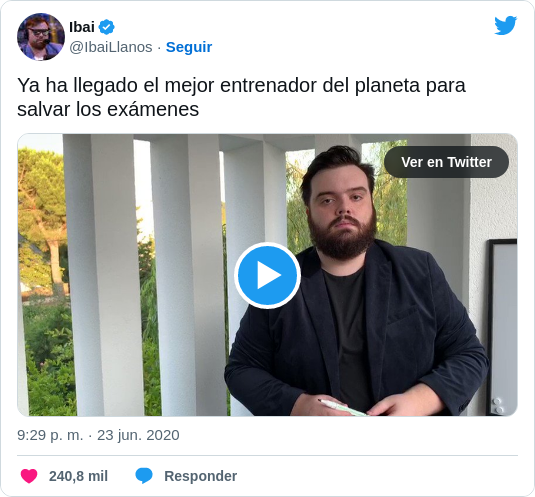 Ibai
@IbaiLlanos · Seguir
Ya ha llegado el mejor entrenador del planeta para
salvar los exámenes
Ver en Twitter
9:29 p. m. · 23 jun. 2020
240,8 mil Responder